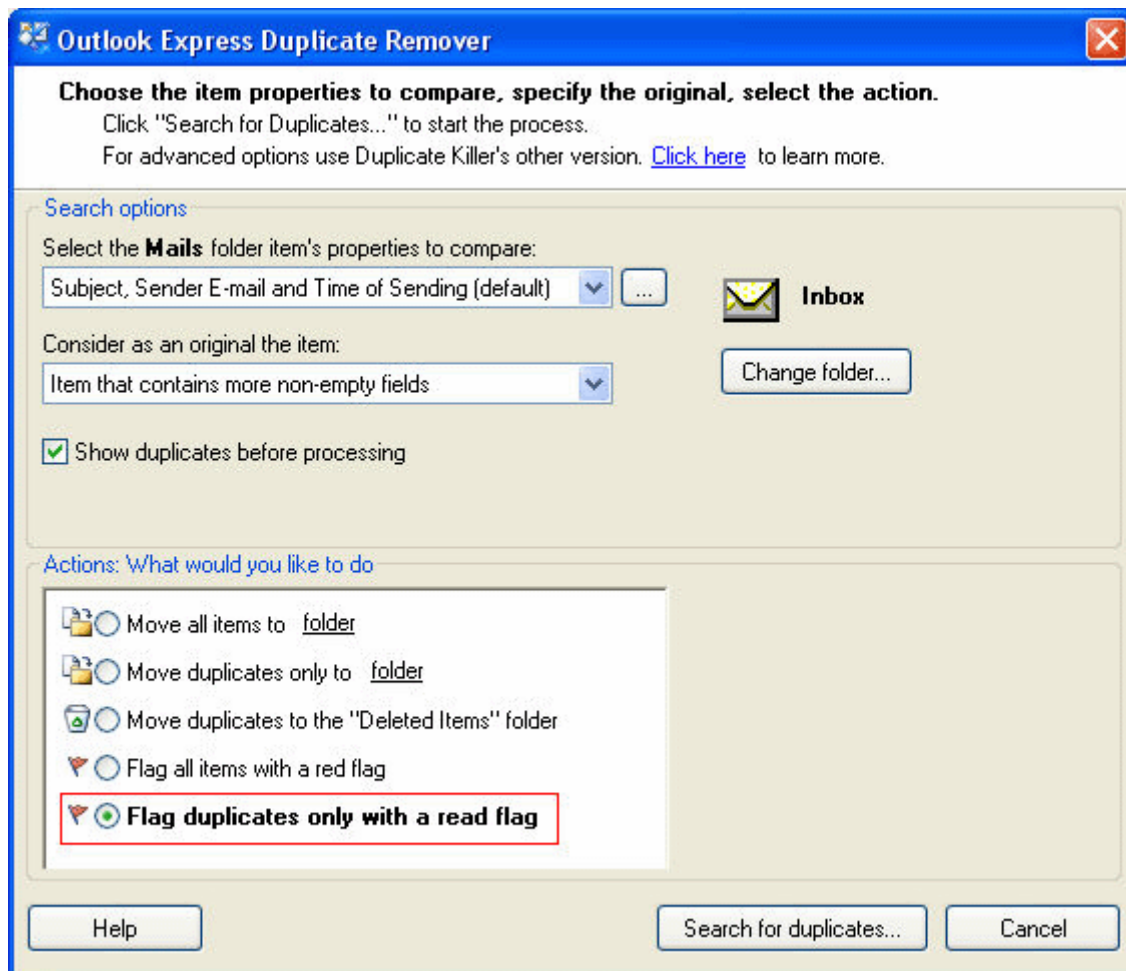 Outlook Express Duplicate Remover
Choose the item properties to compare, specify the original, select the action.
Click "Search for Duplicates..." to start the process.
For advanced options use Duplicate Killer's other version. Click here to learn more.
Search options
Select the Mails folder item's properties to compare:
Subject, Sender E-mail and Time of Sending (default)
...
Inbox
Consider as an original the item:
Item that contains more non-empty fields
Change folder...
Show duplicates before processing
Actions: What would you like to do
Move all items to folder
Move duplicates only to folder
Move duplicates to the "Deleted Items" folder
Flag all items with a red flag
Flag duplicates only with a read flag
Help
Search for duplicates...
Cancel